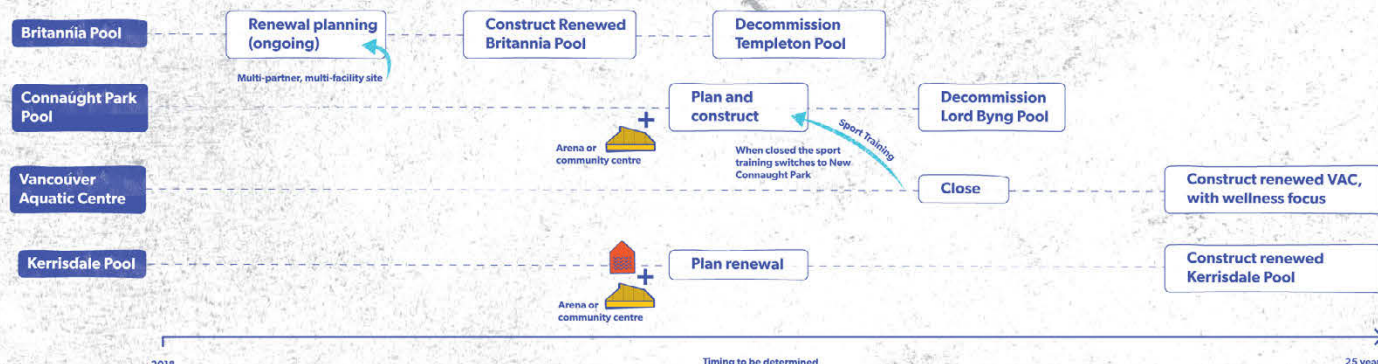 Britannia Pool
Renewal planning
(ongoing)
Construct Renewed
Britannia Pool
Decommission
Templeton Pool
Multi-partner, multi-facility site
Connaught Park
Pool
Plan and
construct
Decommission
Lord Byng Pool
+
Arena or
community centre
Sport Training
When closed the sport
training switches to New
Connaught Park
Vancouver
Aquatic Centre
Close
Construct renewed VAC,
with wellness focus
Kerrisdale Pool
Plan renewal
Construct renewed
Kerrisdale Pool
+
Arena or
community centre
2018
Timing to be determined
25 year